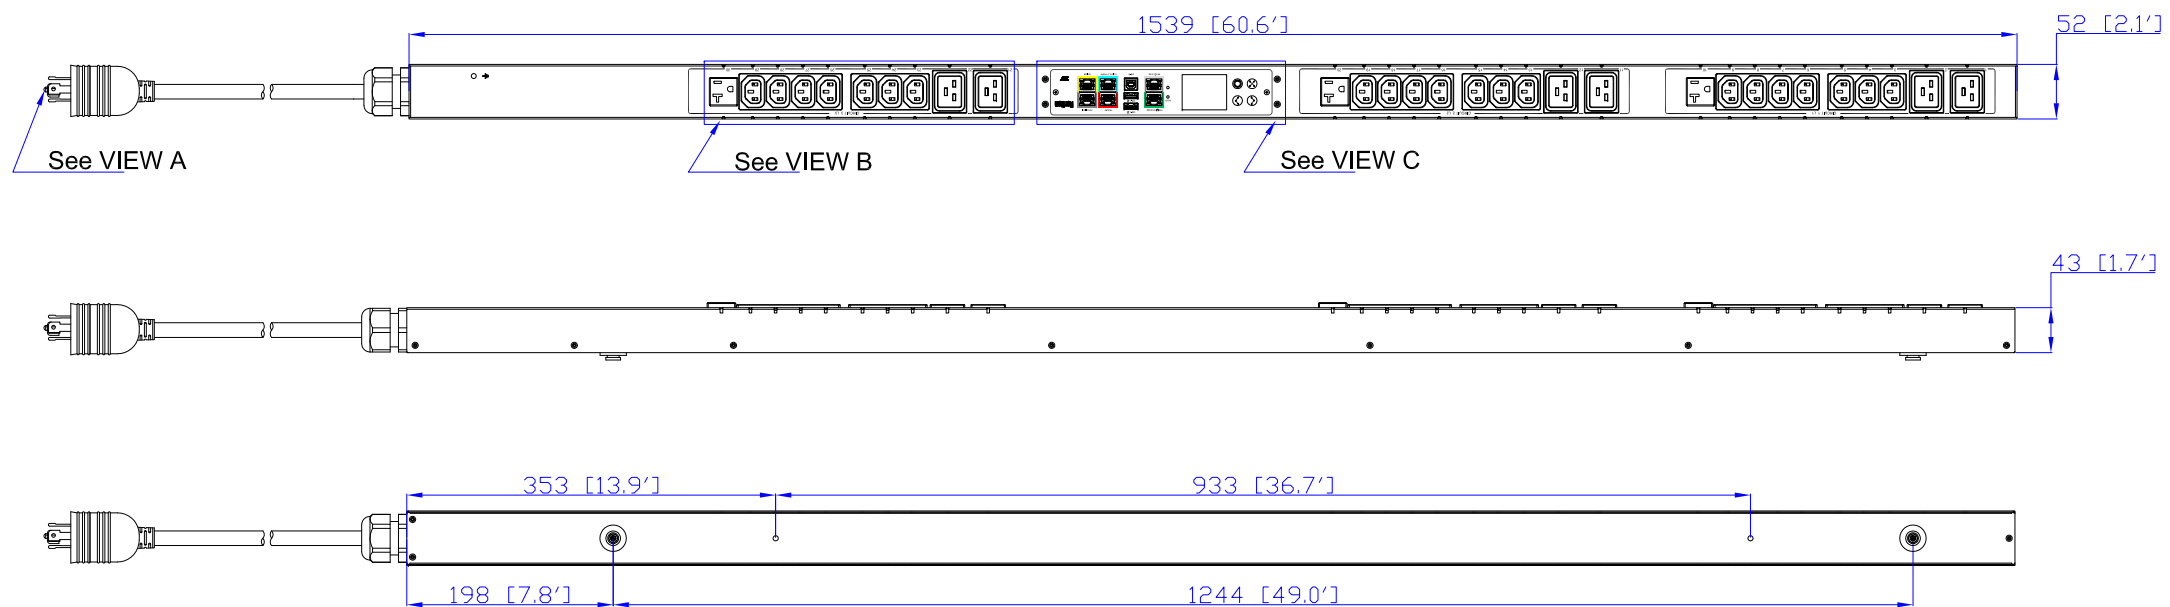 1539 [60.6']
52 [2.1']
See VIEW A
See VIEW B
See VIEW C
43 [1.7']
353 [13.9']
933 [36.7']
198 [7.8']
1244 [49.0']